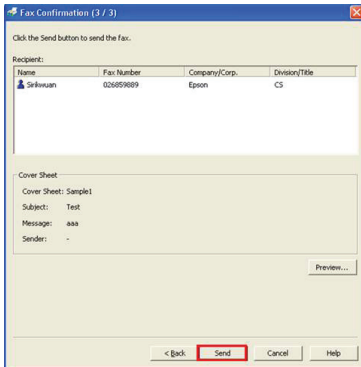 Fax Confirmation (3 / 3)
Click the Send button to send the fax.
Recipient:
Name Fax Number Company/Corp. Division/Title
Sirikwuan 026859889 Epson CS
Cover Sheet
Cover Sheet: Sample1
Subject: Test
Message: aaa
Sender: -
Preview...
< Back Send Cancel Help